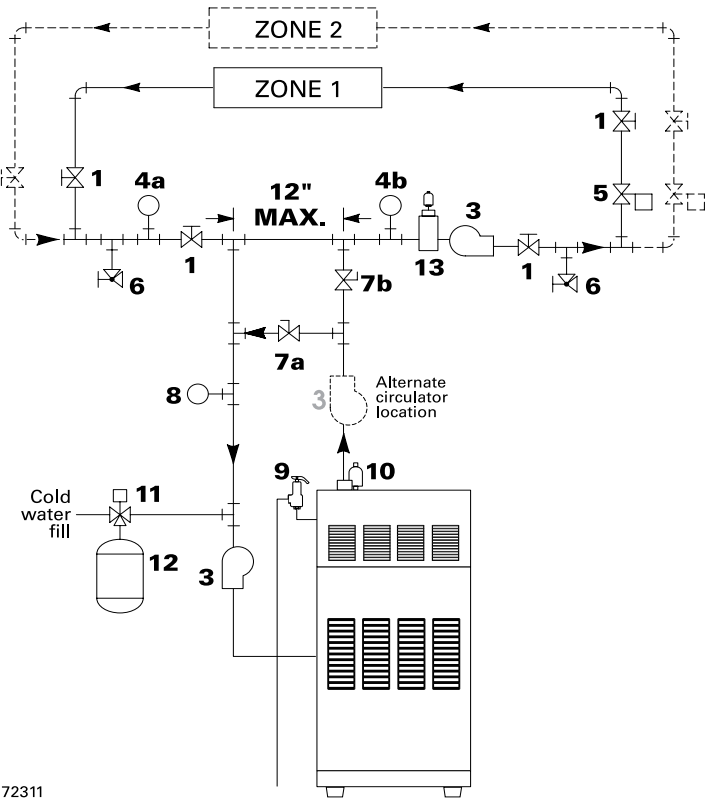 ZONE 2
ZONE 1
1
1
4a
12"
MAX.
4b
5
3
6
1
7b
13
1
6
7a
8
3
Alternate
circulator
location
9
10
11
Cold
water
fill
12
3
72311